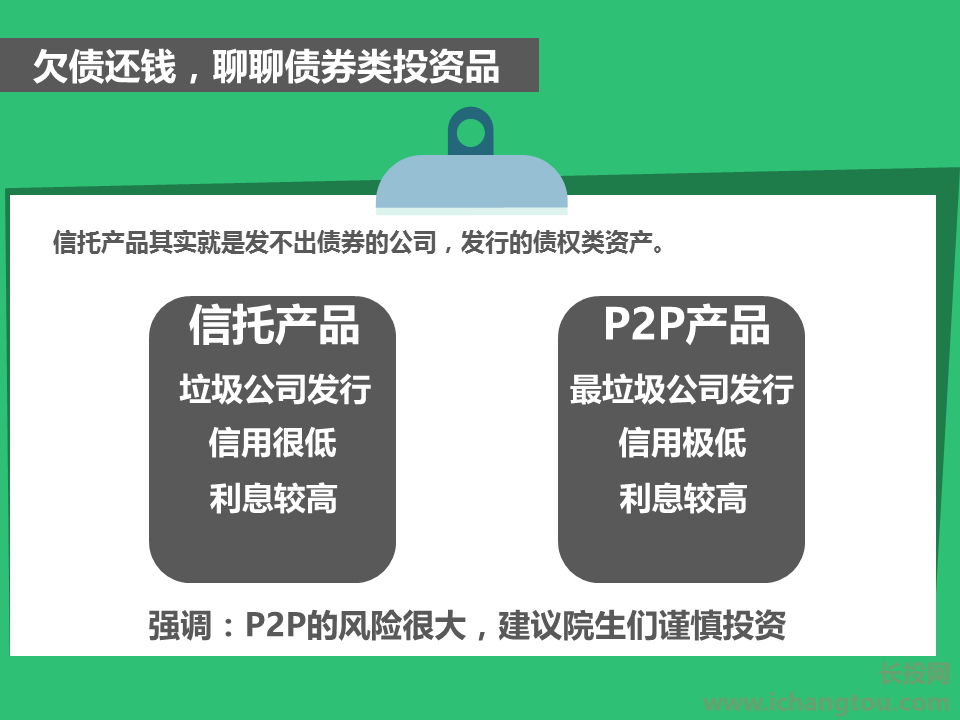 欠债还钱，聊聊债券类投资品
信托产品其实就是发不出债券的公司，发行的债权类资产。
信托产品
垃圾公司发行
信用很低
利息较高
P2P产品
最垃圾公司发行
信用极低
利息较高
强调：P2P的风险很大，建议院生们谨慎投资
长投网
www.ichangtou.com